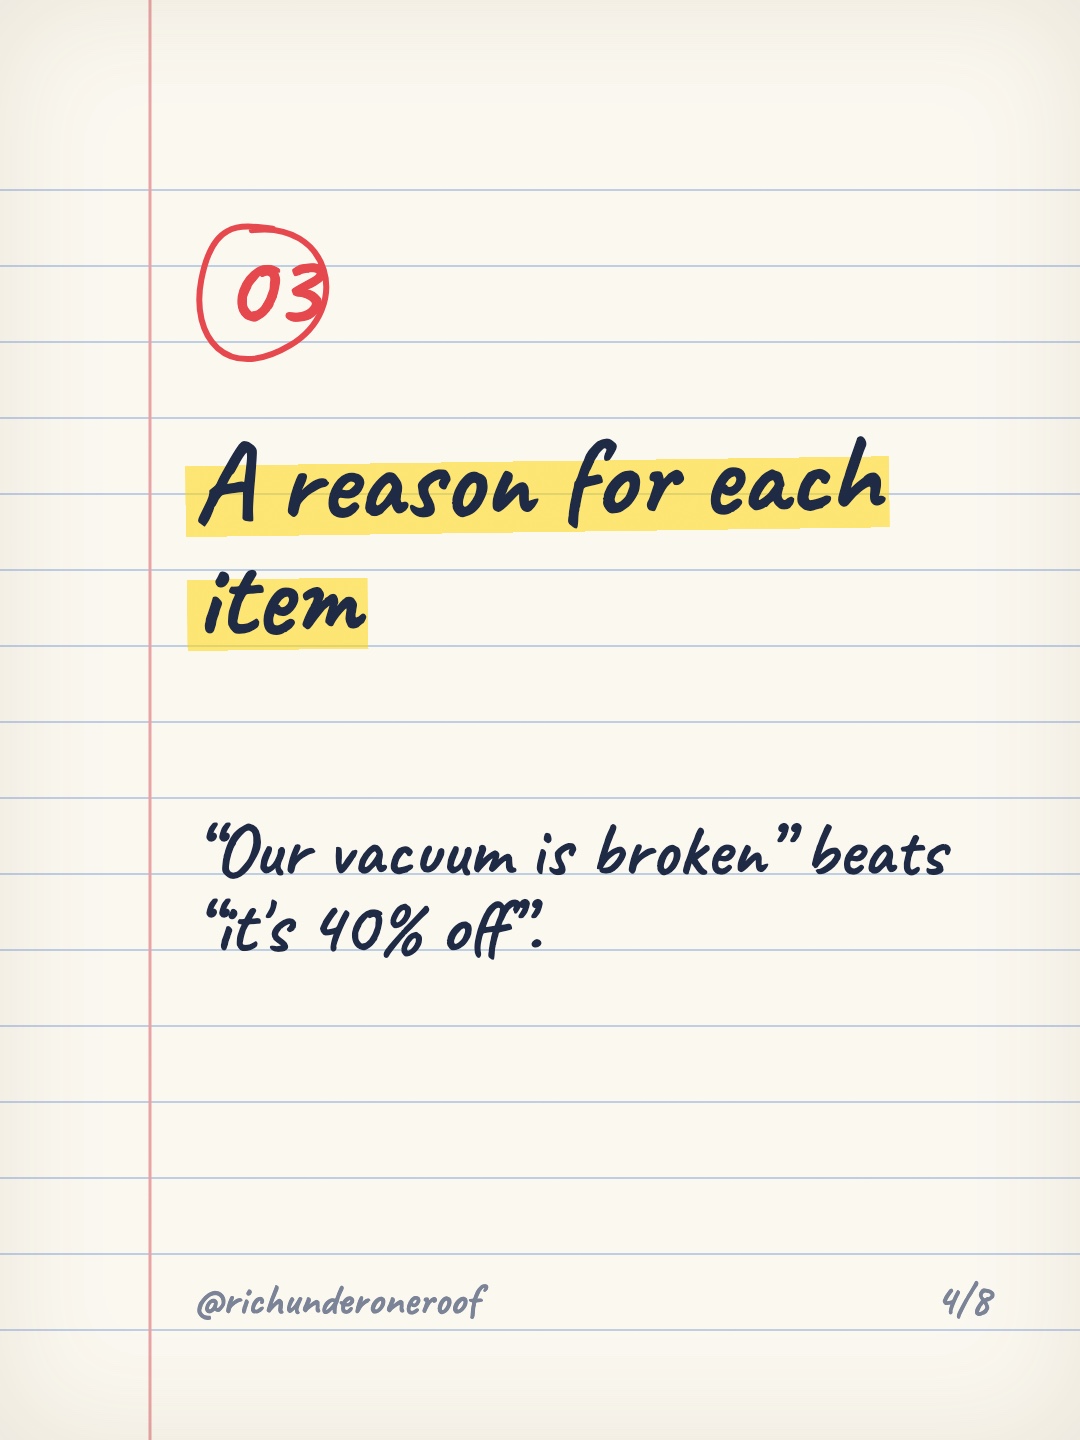 03
A reason for each
item
“Our vacuum is broken” beats
“it’s 40% off”.
@richunderoneroof
4/8